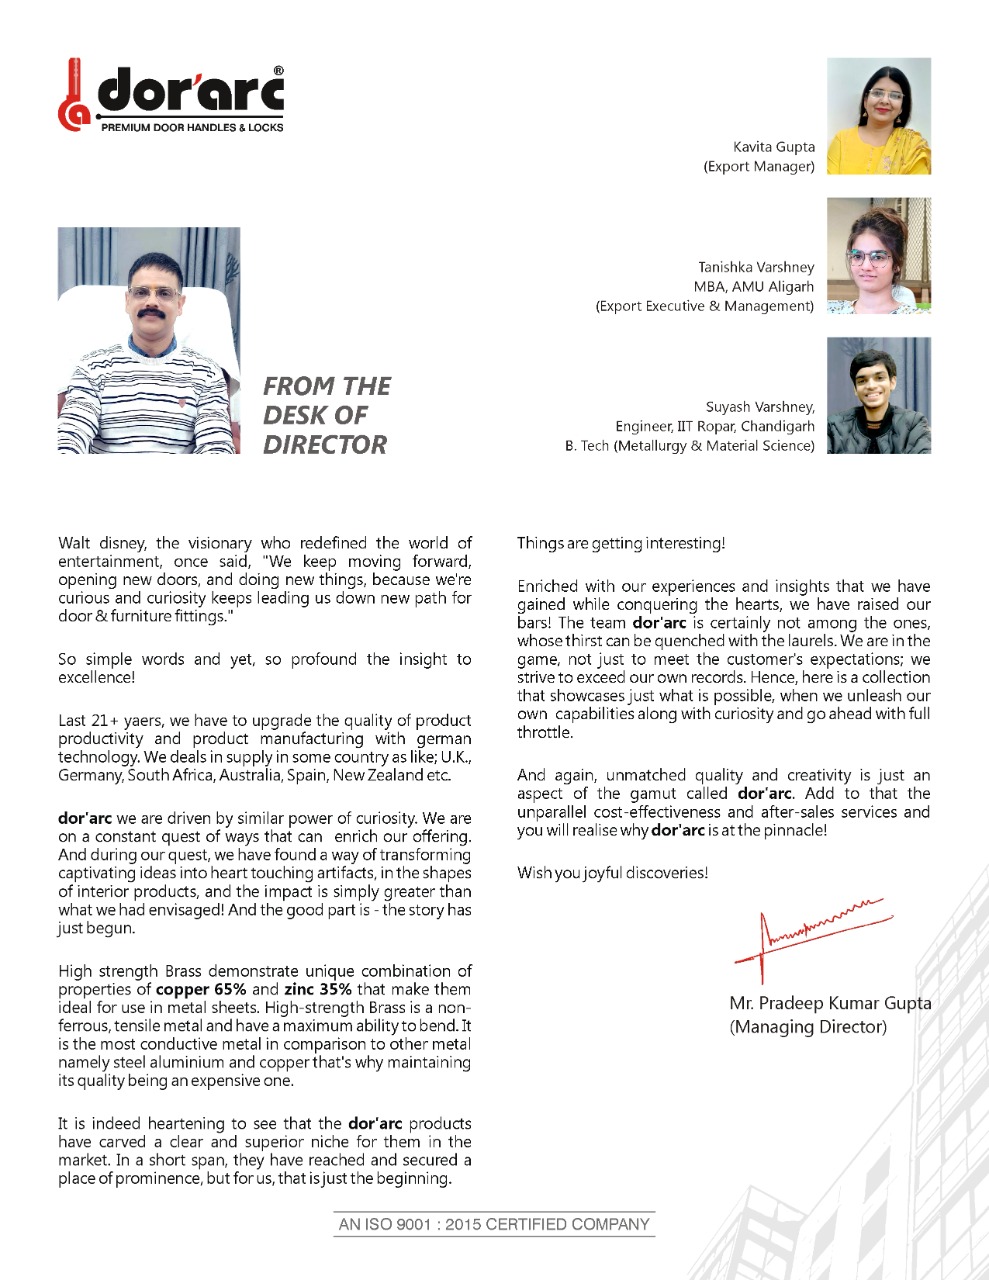 dor'arc®
PREMIUM DOOR HANDLES & LOCKS
Kavita Gupta
(Export Manager)
Tanishka Varshney
MBA, AMU Aligarh
(Export Executive & Management)
Suyash Varshney,
Engineer, IIT Ropar, Chandigarh
B. Tech (Metallurgy & Material Science)
FROM THE
DESK OF
DIRECTOR
Walt disney, the visionary who redefined the world of
entertainment, once said, "We keep moving forward,
opening new doors, and doing new things, because we're
curious and curiosity keeps leading us down new path for
door & furniture fittings."
So simple words and yet, so profound the insight to
excellence!
Last 21+ yaers, we have to upgrade the quality of product
productivity and product manufacturing with german
technology. We deals in supply in some country as like; U.K.,
Germany, South Africa, Australia, Spain, New Zealand etc.
dor'arc we are driven by similar power of curiosity. We are
on a constant quest of ways that can enrich our offering.
And during our quest, we have found a way of transforming
captivating ideas into heart touching artifacts, in the shapes
of interior products, and the impact is simply greater than
what we had envisaged! And the good part is - the story has
just begun.
High strength Brass demonstrate unique combination of
properties of copper 65% and zinc 35% that make them
ideal for use in metal sheets. High-strength Brass is a non-
ferrous, tensile metal and have a maximum ability to bend. It
is the most conductive metal in comparison to other metal
namely steel aluminium and copper that's why maintaining
its quality being an expensive one.
It is indeed heartening to see that the dor'arc products
have carved a clear and superior niche for them in the
market. In a short span, they have reached and secured a
place of prominence, but for us, that is just the beginning.
Things are getting interesting!
Enriched with our experiences and insights that we have
gained while conquering the hearts, we have raised our
bars! The team dor'arc is certainly not among the ones,
whose thirst can be quenched with the laurels. We are in the
game, not just to meet the customer's expectations; we
strive to exceed our own records. Hence, here is a collection
that showcases just what is possible, when we unleash our
own capabilities along with curiosity and go ahead with full
throttle.
And again, unmatched quality and creativity is just an
aspect of the gamut called dor'arc. Add to that the
unparallel cost-effectiveness and after-sales services and
you will realise why dor'arc is at the pinnacle!
Wish you joyful discoveries!
Mr. Pradeep Kumar Gupta
(Managing Director)
AN ISO 9001 : 2015 CERTIFIED COMPANY